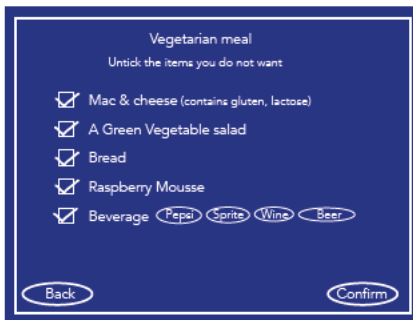 Vegetarian meal
Untick the items you do not want
Mac & cheese (contains gluten, lactose)
A Green Vegetable salad
Bread
Raspberry Mousse
Beverage Pepsi Sprite Wine Beer
Back Confirm